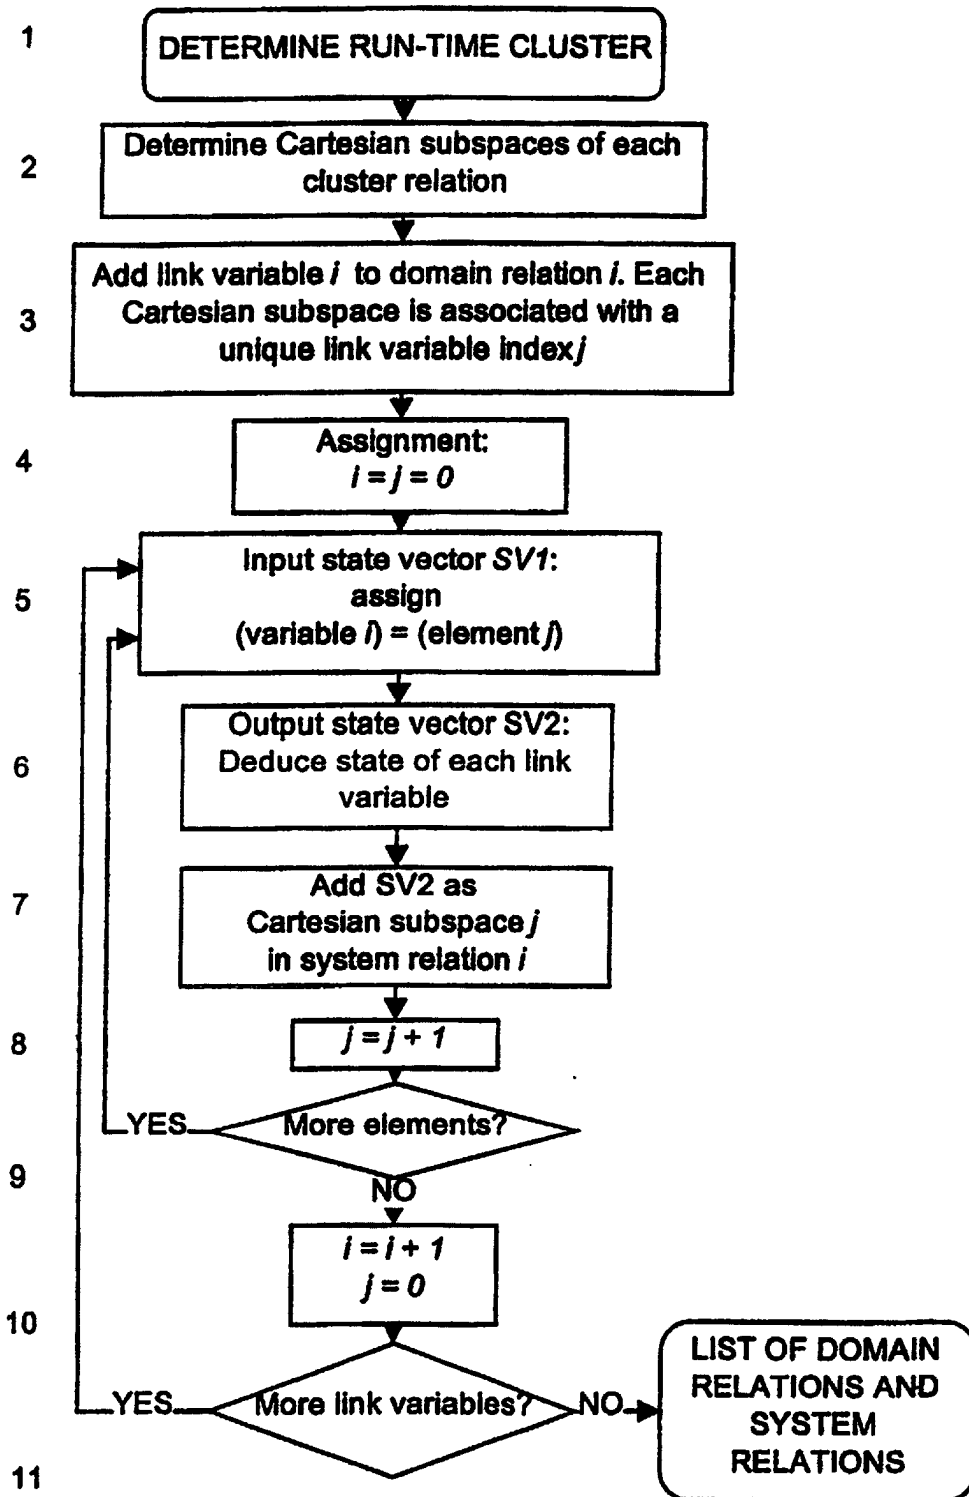 1
DETERMINE RUN-TIME CLUSTER
2
Determine Cartesian subspaces of each
cluster relation
3
Add link variable i to domain relation i. Each
Cartesian subspace is associated with a
unique link variable index j
4
Assignment:
i = j = 0
5
Input state vector SV1:
assign
(variable i) = (element j)
6
Output state vector SV2:
Deduce state of each link
variable
7
Add SV2 as
Cartesian subspace j
in system relation i
8
j = j + 1
YES
More elements?
9
NO
i = i + 1
j = 0
10
YES
More link variables?
NO
LIST OF DOMAIN
RELATIONS AND
SYSTEM
RELATIONS
11